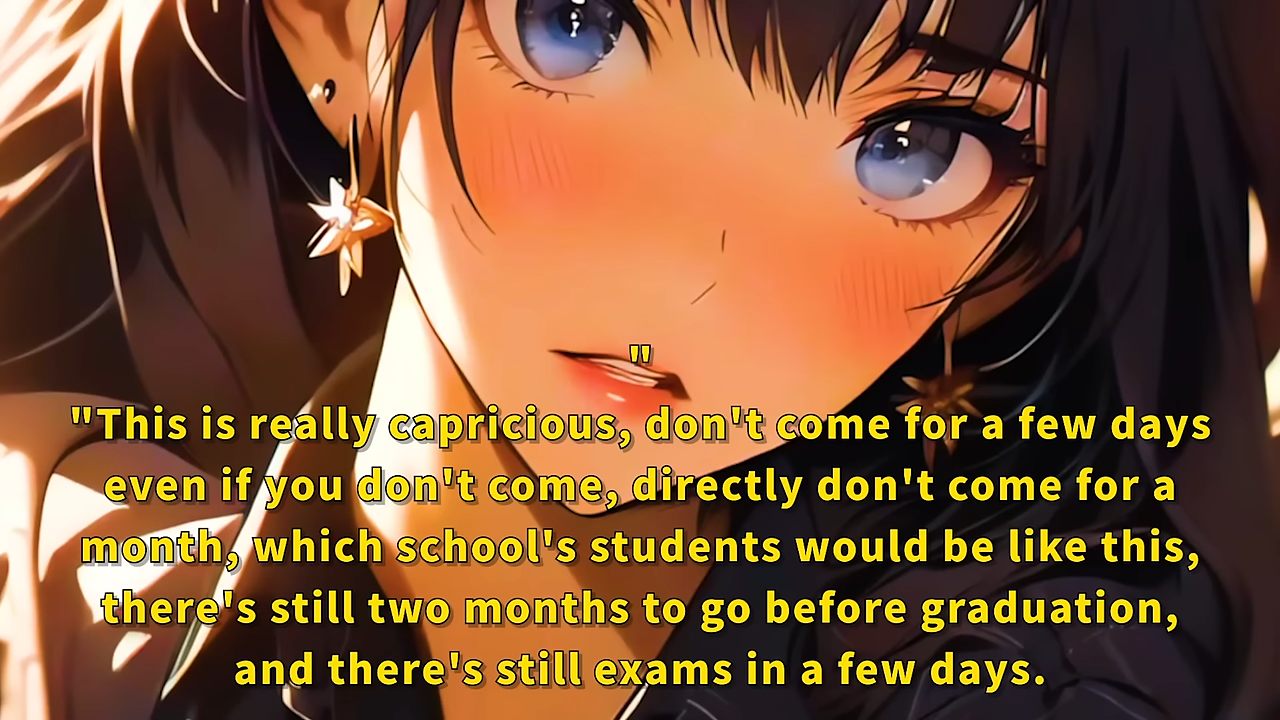 "
"This is really capricious, don't come for a few days
even if you don't come, directly don't come for a
month, which school's students would be like this,
there's still two months to go before graduation,
and there's still exams in a few days.